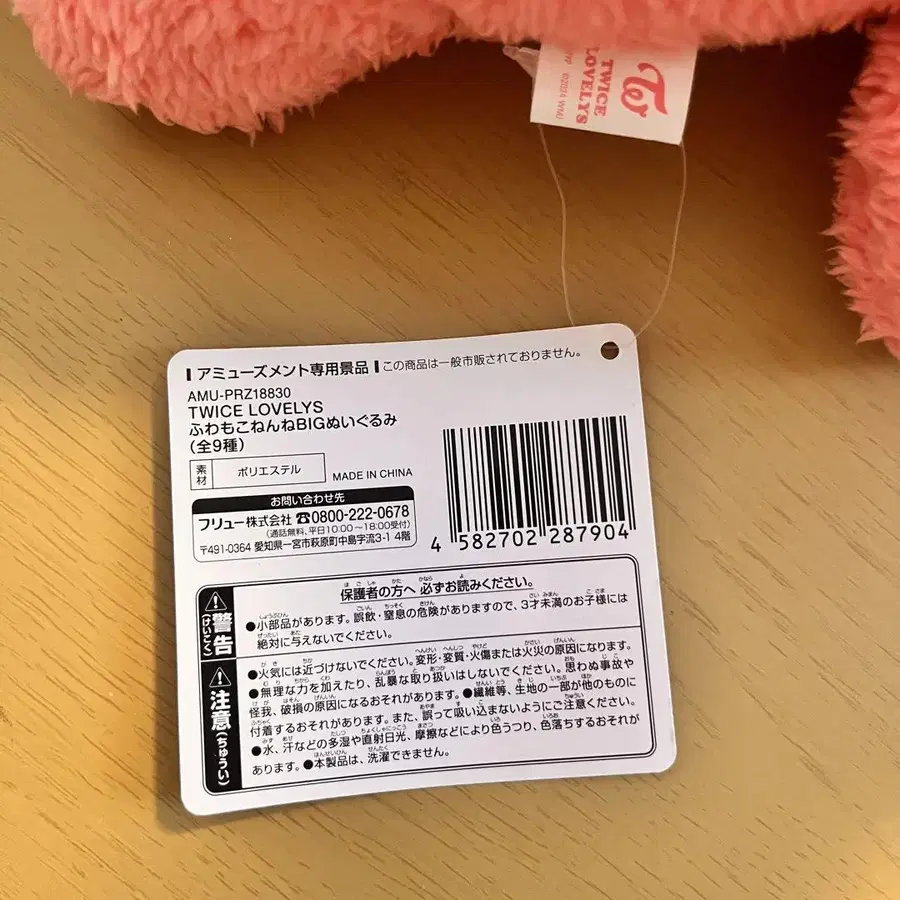 TWICE
LOVELYS
©2024 WMJ
アミューズメント専用景品 この商品は一般市販されておりません。
AMU-PRZ18830
TWICE LOVELYS
ふわもこねんねBIGぬいぐるみ
(全9種)
素材 ポリエステル MADE IN CHINA
お問い合わせ先
フリュー株式会社 ☎0800-222-0678
(通話無料、平日10:00~18:00受付)
〒491-0364 愛知県一宮市萩原町中島字流3-1 4階
4 582702 287904
保護者の方へ 必ずお読みください。
警告(けいこく)
●小部品があります。誤飲・窒息の危険がありますので、3才未満のお子様には
絶対に与えないでください。
注意(ちゅうい)
●火気には近づけないでください。変形・変質・火傷または火災の原因になります。
●無理な力を加えたり、乱暴な取り扱いはしないでください。思わぬ事故や
怪我、破損の原因になるおそれがあります。●繊維等、生地の一部が他のものに
付着するおそれがあります。また、誤って吸い込まないようにご注意ください。
●水、汗などの多湿や直射日光、摩擦などにより色うつり、色落ちするおそれが
あります。●本製品は、洗濯できません。